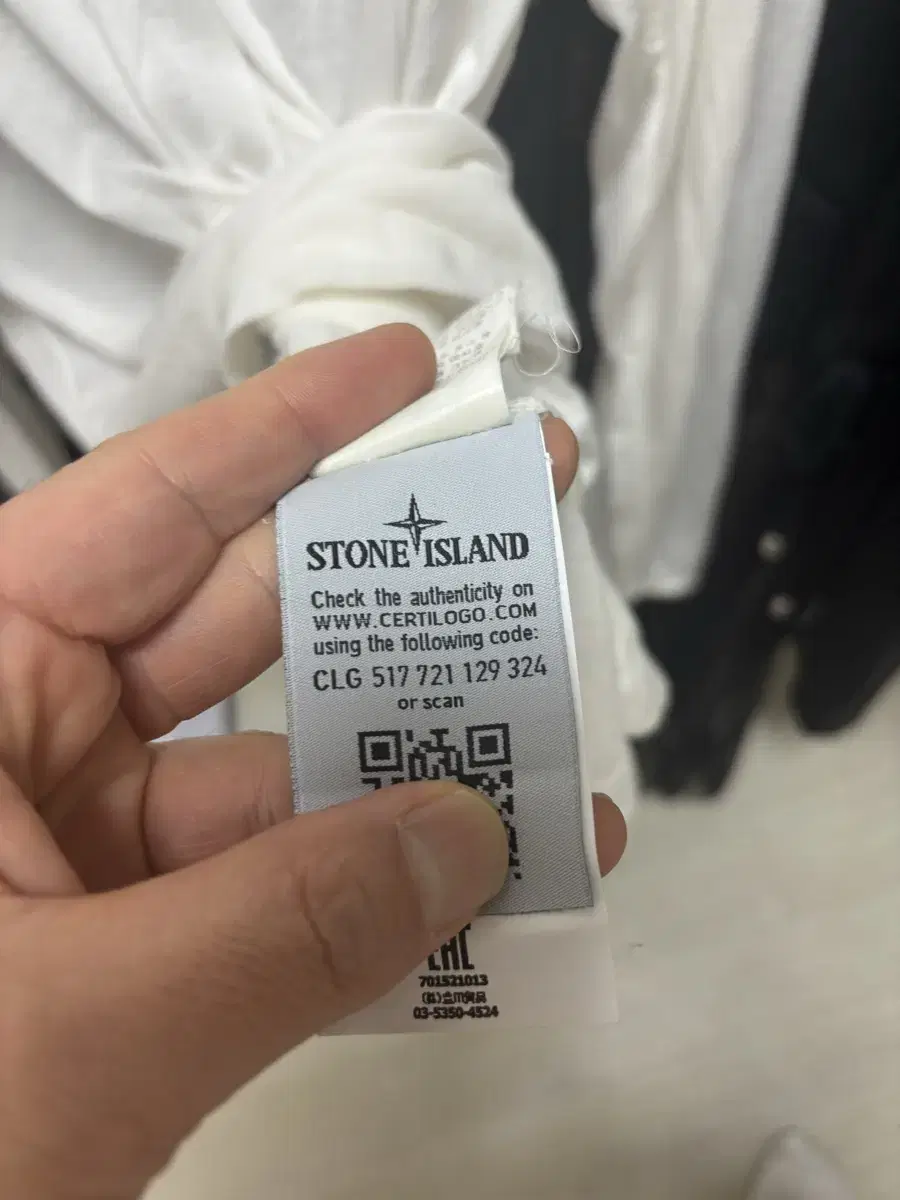 STONE ISLAND
Check the authenticity on
WWW.CERTILOGO.COM
using the following code:
CLG 517 721 129 324
or scan
EAC
701521013
03-5350-4524